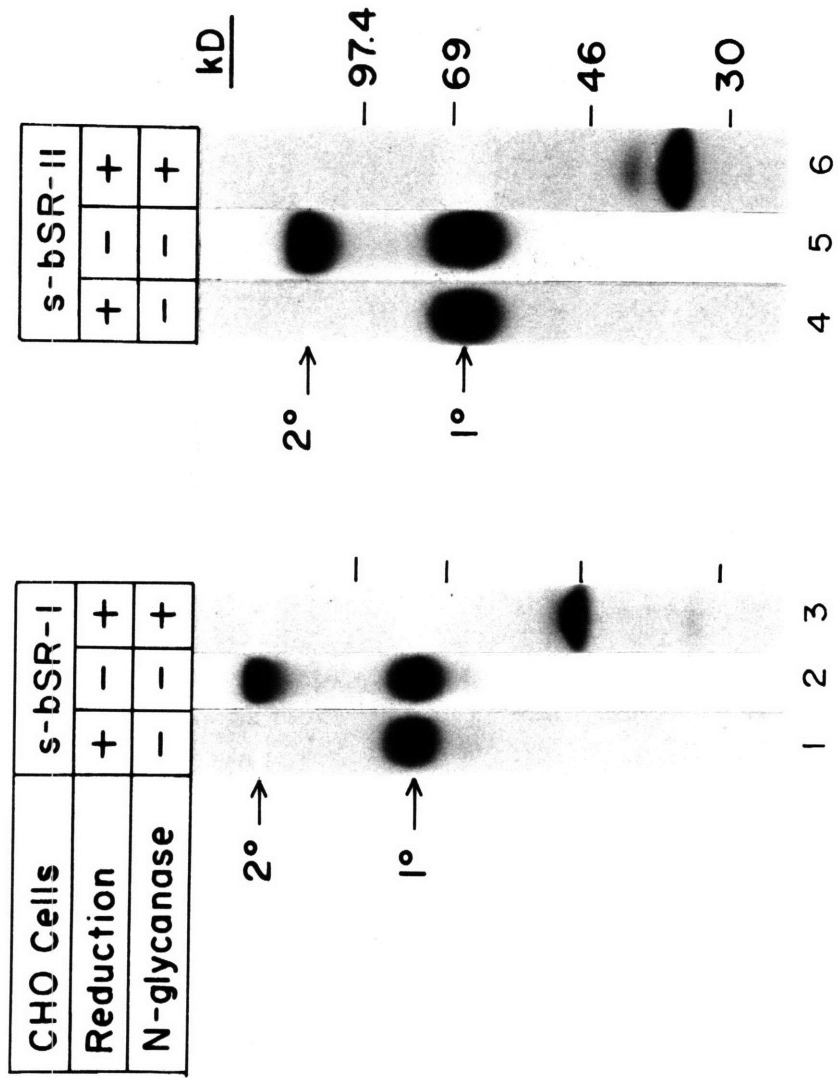 CHO Cells s-bSR-I s-bSR-II
Reduction + - + + - +
N-glycanase - - + - - +
kD
2° →
1° →
2° →
1° →
97.4
69
46
30
1 2 3 4 5 6